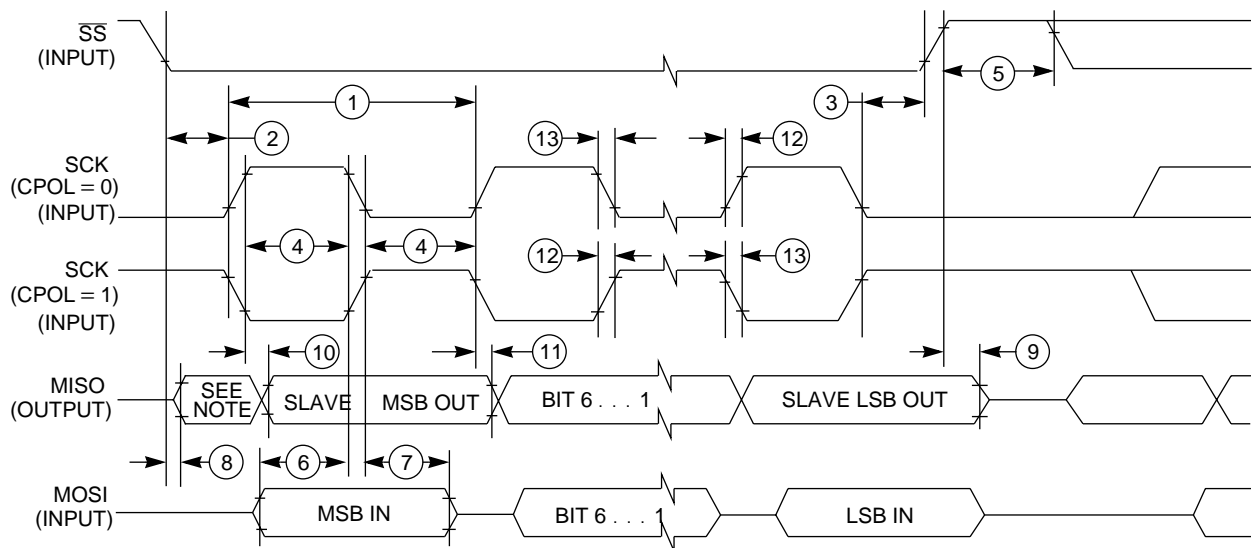 SS
(INPUT)
5
1
3
2
13
12
SCK
(CPOL = 0)
(INPUT)
4
4
12
13
SCK
(CPOL = 1)
(INPUT)
10
11
9
MISO
(OUTPUT)
SEE
NOTE
SLAVE
MSB OUT
BIT 6 . . . 1
SLAVE LSB OUT
8
6
7
MOSI
(INPUT)
MSB IN
BIT 6 . . . 1
LSB IN